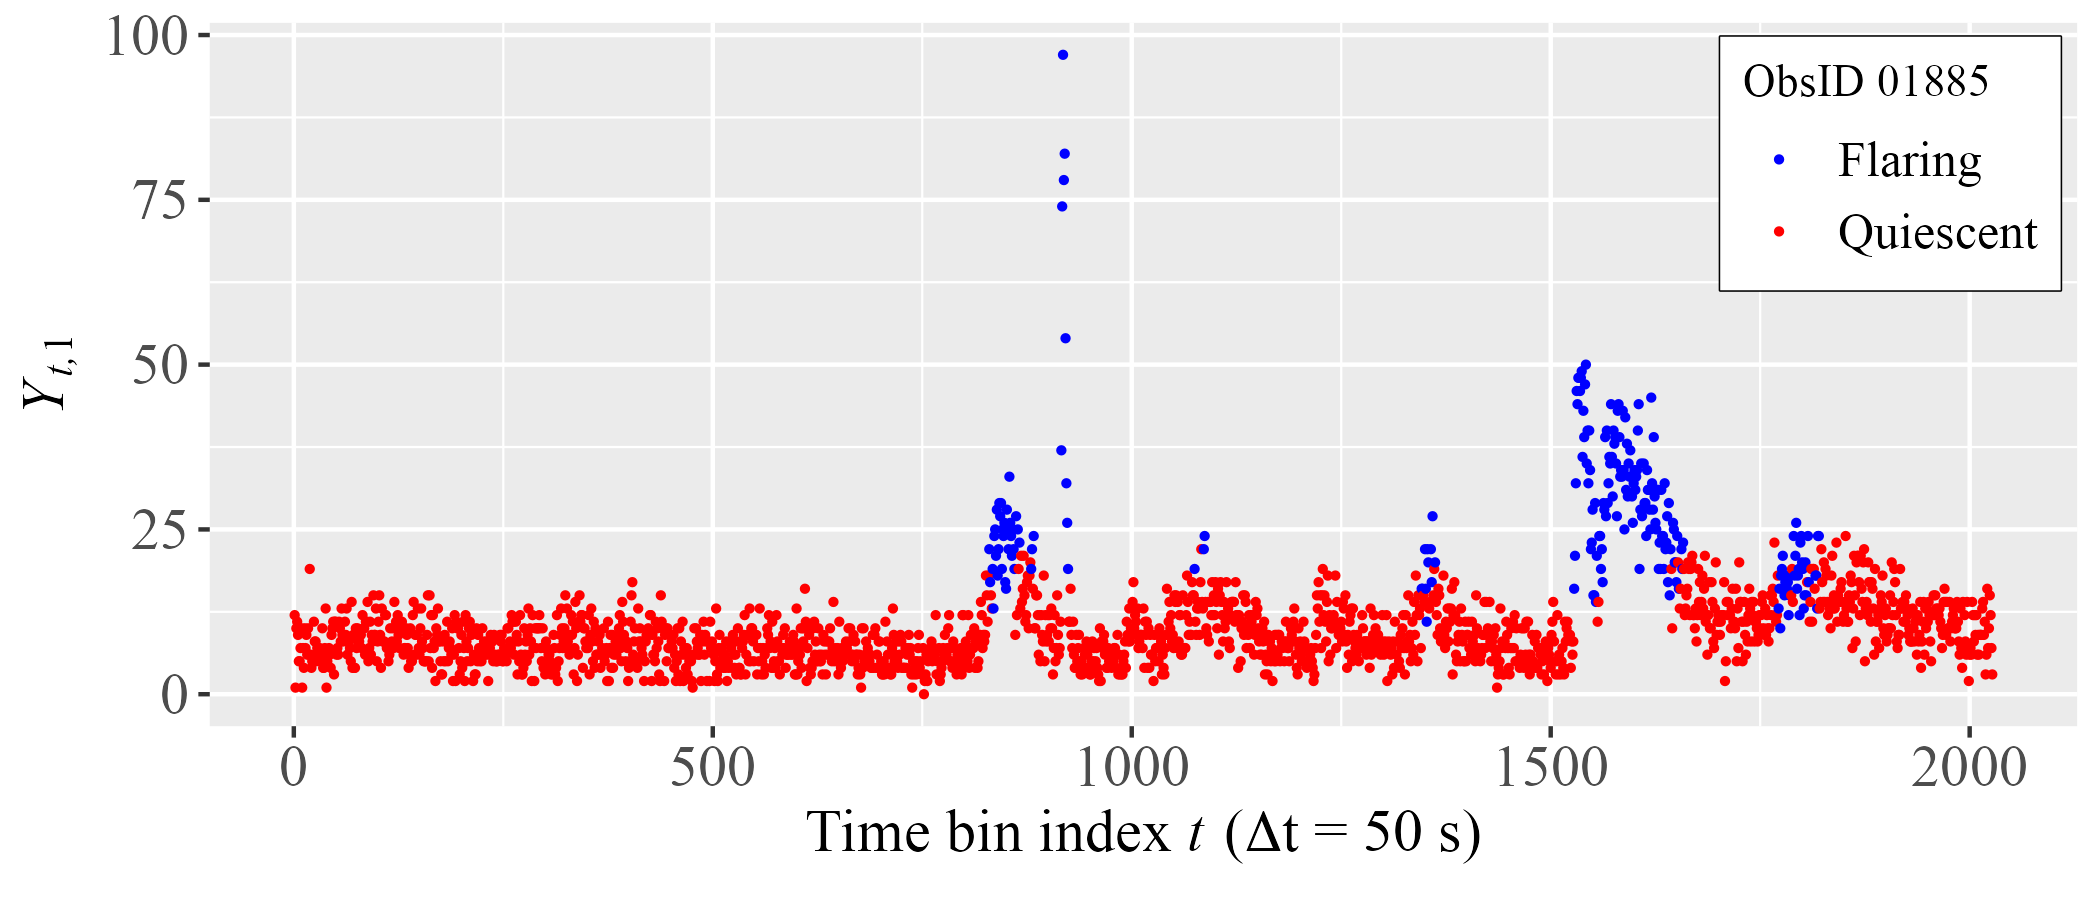 100
75
50
25
0
Y t,1
ObsID 01885
Flaring
Quiescent
0 500 1000 1500 2000
Time bin index t (Δt = 50 s)